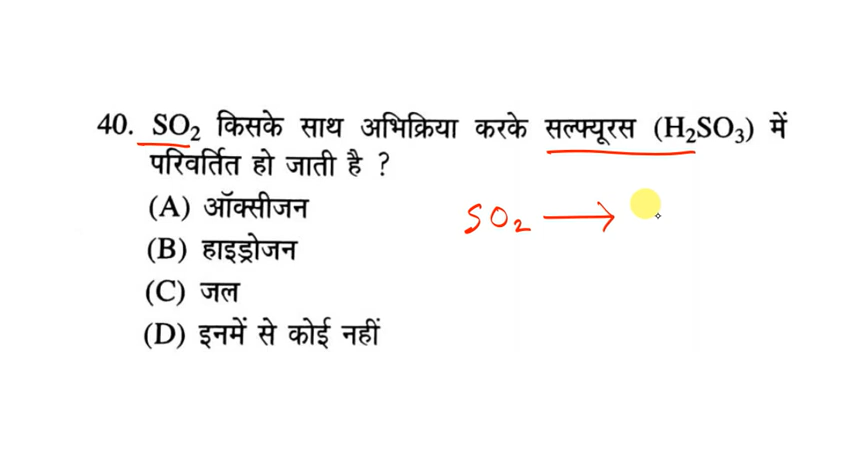 40. SO₂ किसके साथ अभिक्रिया करके सल्फ्यूरस (H₂SO₃) में
परिवर्तित हो जाती है ?
(A) ऑक्सीजन
(B) हाइड्रोजन
(C) जल
(D) इनमें से कोई नहीं
SO₂ →